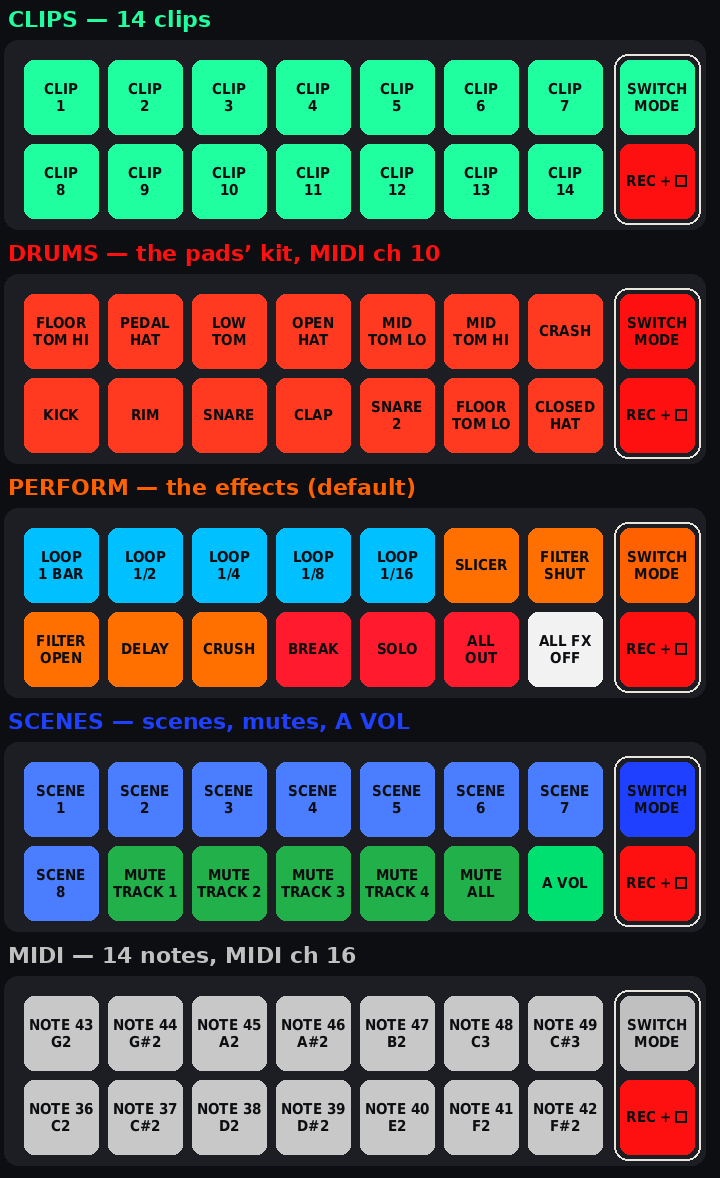 CLIPS — 14 clips
CLIP 1
CLIP 2
CLIP 3
CLIP 4
CLIP 5
CLIP 6
CLIP 7
SWITCH MODE
CLIP 8
CLIP 9
CLIP 10
CLIP 11
CLIP 12
CLIP 13
CLIP 14
REC + □
DRUMS — the pads’ kit, MIDI ch 10
FLOOR TOM HI
PEDAL HAT
LOW TOM
OPEN HAT
MID TOM LO
MID TOM HI
CRASH
SWITCH MODE
KICK
RIM
SNARE
CLAP
SNARE 2
FLOOR TOM LO
CLOSED HAT
REC + □
PERFORM — the effects (default)
LOOP 1 BAR
LOOP 1/2
LOOP 1/4
LOOP 1/8
LOOP 1/16
SLICER
FILTER SHUT
SWITCH MODE
FILTER OPEN
DELAY
CRUSH
BREAK
SOLO
ALL OUT
ALL FX OFF
REC + □
SCENES — scenes, mutes, A VOL
SCENE 1
SCENE 2
SCENE 3
SCENE 4
SCENE 5
SCENE 6
SCENE 7
SWITCH MODE
SCENE 8
MUTE TRACK 1
MUTE TRACK 2
MUTE TRACK 3
MUTE TRACK 4
MUTE ALL
A VOL
REC + □
MIDI — 14 notes, MIDI ch 16
NOTE 43 G2
NOTE 44 G#2
NOTE 45 A2
NOTE 46 A#2
NOTE 47 B2
NOTE 48 C3
NOTE 49 C#3
SWITCH MODE
NOTE 36 C2
NOTE 37 C#2
NOTE 38 D2
NOTE 39 D#2
NOTE 40 E2
NOTE 41 F2
NOTE 42 F#2
REC + □